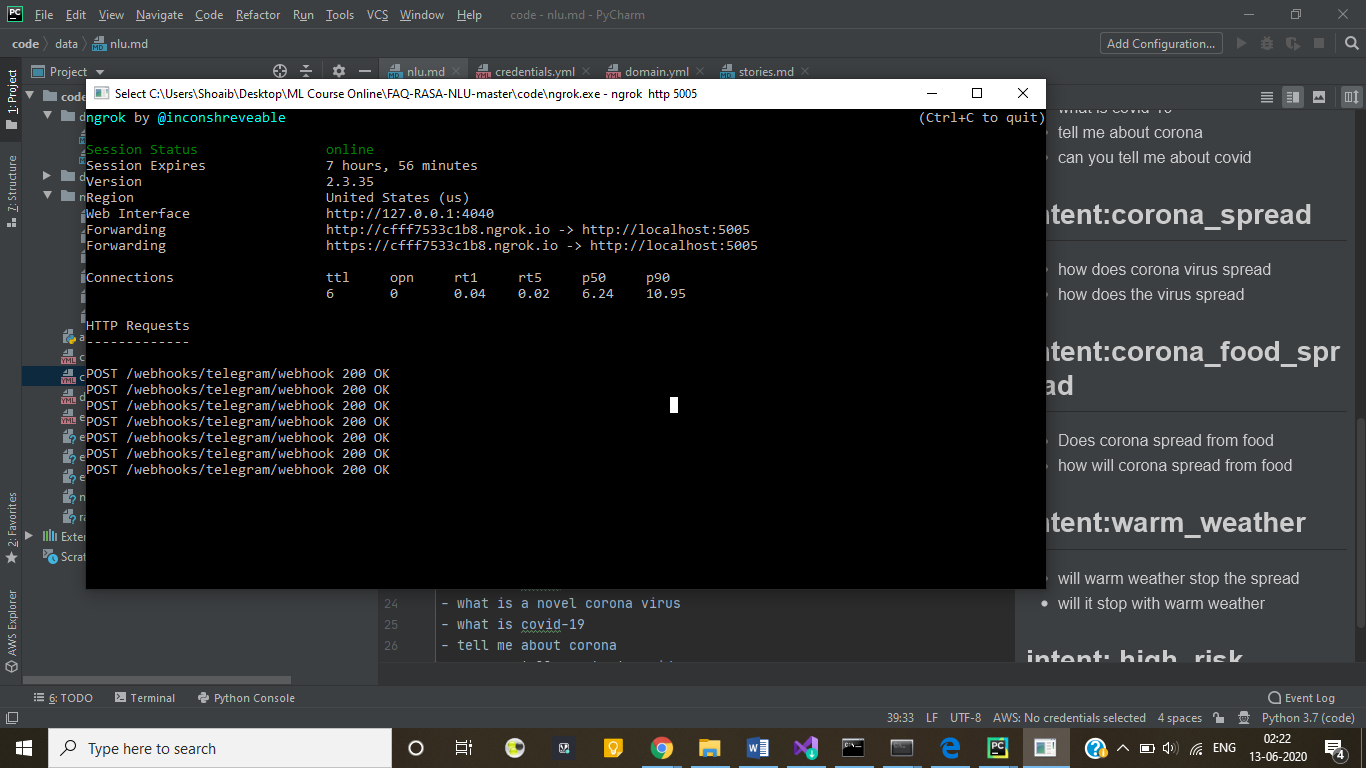 File Edit View Navigate Code Refactor Run Tools VCS Window Help code - nlu.md - PyCharm
code data nlu.md Add Configuration...
Project nlu.md credentials.yml domain.yml stories.md
1: Project
7: Structure
2: Favorites
AWS Explorer
code
Select C:\Users\Shoaib\Desktop\ML Course Online\FAQ-RASA-NLU-master\code\ngrok.exe - ngrok http 5005
ngrok by @inconshreveable (Ctrl+C to quit)
Session Status online
Session Expires 7 hours, 56 minutes
Version 2.3.35
Region United States (us)
Web Interface http://127.0.0.1:4040
Forwarding http://cfff7533c1b8.ngrok.io -> http://localhost:5005
Forwarding https://cfff7533c1b8.ngrok.io -> http://localhost:5005
Connections ttl opn rt1 rt5 p50 p90
6 0 0.04 0.02 6.24 10.95
HTTP Requests
-------------
POST /webhooks/telegram/webhook 200 OK
POST /webhooks/telegram/webhook 200 OK
POST /webhooks/telegram/webhook 200 OK
POST /webhooks/telegram/webhook 200 OK
POST /webhooks/telegram/webhook 200 OK
POST /webhooks/telegram/webhook 200 OK
POST /webhooks/telegram/webhook 200 OK
what is covid-19
tell me about corona
can you tell me about covid
ntent:corona_spread
how does corona virus spread
how does the virus spread
ntent:corona_food_spr
ad
Does corona spread from food
how will corona spread from food
ntent:warm_weather
will warm weather stop the spread
will it stop with warm weather
intent: high_risk
Exter
Scrat
24 - what is a novel corona virus
25 - what is covid-19
26 - tell me about corona
6: TODO Terminal Python Console Event Log
39:33 LF UTF-8 AWS: No credentials selected 4 spaces Python 3.7 (code)
Type here to search
ENG 02:22
13-06-2020
4